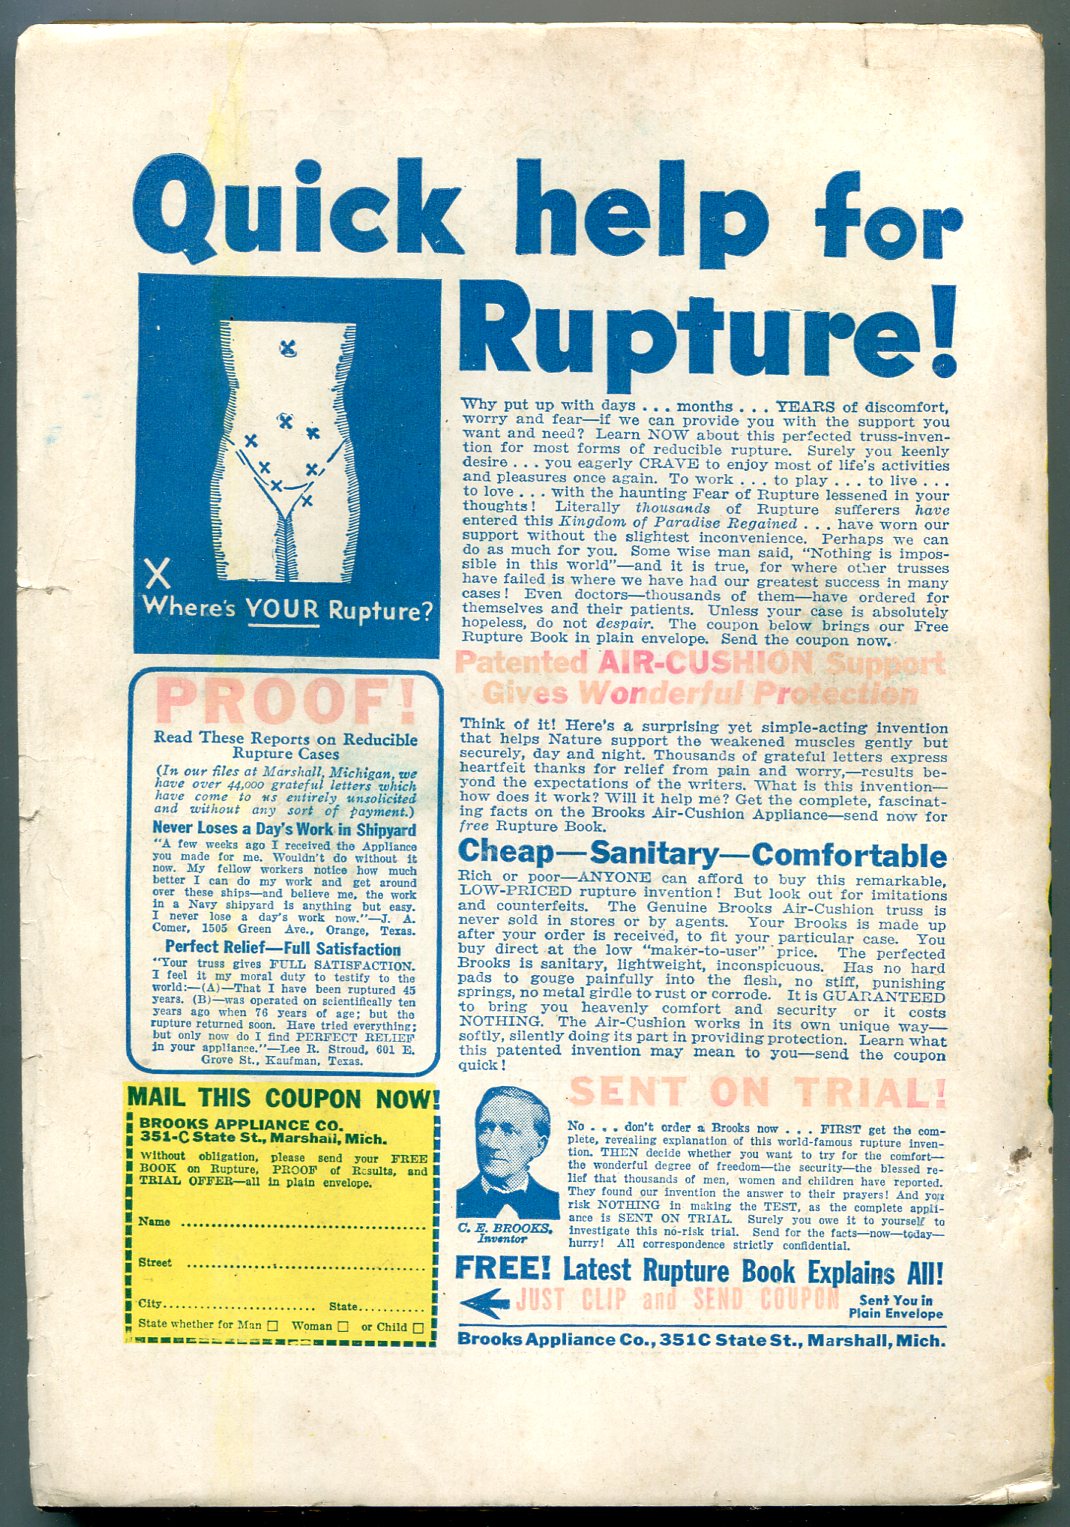 Quick help for
Rupture!
X
Where's YOUR Rupture?
Why put up with days . . . months . . . YEARS of discomfort,
worry and fear—if we can provide you with the support you
want and need? Learn NOW about this perfected truss-inven-
tion for most forms of reducible rupture. Surely you keenly
desire . . . you eagerly CRAVE to enjoy most of life's activities
and pleasures once again. To work . . . to play . . . to live . . .
to love . . . with the haunting Fear of Rupture lessened in your
thoughts! Literally thousands of Rupture sufferers have
entered this Kingdom of Paradise Regained . . . have worn our
support without the slightest inconvenience. Perhaps we can
do as much for you. Some wise man said, "Nothing is impos-
sible in this world"—and it is true, for where other trusses
have failed is where we have had our greatest success in many
cases! Even doctors—thousands of them—have ordered for
themselves and their patients. Unless your case is absolutely
hopeless, do not despair. The coupon below brings our Free
Rupture Book in plain envelope. Send the coupon now.
Patented AIR-CUSHION Support
Gives Wonderful Protection
Think of it! Here's a surprising yet simple-acting invention
that helps Nature support the weakened muscles gently but
securely, day and night. Thousands of grateful letters express
heartfelt thanks for relief from pain and worry,—results be-
yond the expectations of the writers. What is this invention—
how does it work? Will it help me? Get the complete, fascinat-
ing facts on the Brooks Air-Cushion Appliance—send now for
free Rupture Book.
Cheap—Sanitary—Comfortable
Rich or poor—ANYONE can afford to buy this remarkable,
LOW-PRICED rupture invention! But look out for imitations
and counterfeits. The Genuine Brooks Air-Cushion truss is
never sold in stores or by agents. Your Brooks is made up
after your order is received, to fit your particular case. You
buy direct at the low "maker-to-user" price. The perfected
Brooks is sanitary, lightweight, inconspicuous. Has no hard
pads to gouge painfully into the flesh, no stiff, punishing
springs, no metal girdle to rust or corrode. It is GUARANTEED
to bring you heavenly comfort and security or it costs
NOTHING. The Air-Cushion works in its own unique way—
softly, silently doing its part in providing protection. Learn what
this patented invention may mean to you—send the coupon
quick!
PROOF!
Read These Reports on Reducible
Rupture Cases
(In our files at Marshall, Michigan, we
have over 44,000 grateful letters which
have come to us entirely unsolicited
and without any sort of payment.)
Never Loses a Day's Work in Shipyard
"A few weeks ago I received the Appliance
you made for me. Wouldn't do without it
now. My fellow workers notice how much
better I can do my work and get around
over these ships—and believe me, the work
in a Navy shipyard is anything but easy.
I never lose a day's work now."—J. A.
Comer, 1505 Green Ave., Orange, Texas.
Perfect Relief—Full Satisfaction
"Your truss gives FULL SATISFACTION.
I feel it my moral duty to testify to the
world:—(A)—That I have been ruptured 45
years. (B)—was operated on scientifically ten
years ago when 76 years of age; but the
rupture returned soon. Have tried everything;
but only now do I find PERFECT RELIEF
in your appliance."—Lee R. Stroud, 601 E.
Grove St., Kaufman, Texas.
MAIL THIS COUPON NOW!
BROOKS APPLIANCE CO.
351-C State St., Marshall, Mich.
Without obligation, please send your FREE
BOOK on Rupture, PROOF of Results, and
TRIAL OFFER—all in plain envelope.
Name
Street
City State
State whether for Man □ Woman □ or Child □
C. E. BROOKS,
Inventor
SENT ON TRIAL!
No . . . don't order a Brooks now . . . FIRST get the com-
plete, revealing explanation of this world-famous rupture inven-
tion. THEN decide whether you want to try for the comfort—
the wonderful degree of freedom—the security—the blessed re-
lief that thousands of men, women and children have reported.
They found our invention the answer to their prayers! And you
risk NOTHING in making the TEST, as the complete appli-
ance is SENT ON TRIAL. Surely you owe it to yourself to
investigate this no-risk trial. Send for the facts—now—today—
hurry! All correspondence strictly confidential.
FREE! Latest Rupture Book Explains All!
JUST CLIP and SEND COUPON
Sent You in
Plain Envelope
Brooks Appliance Co., 351C State St., Marshall, Mich.